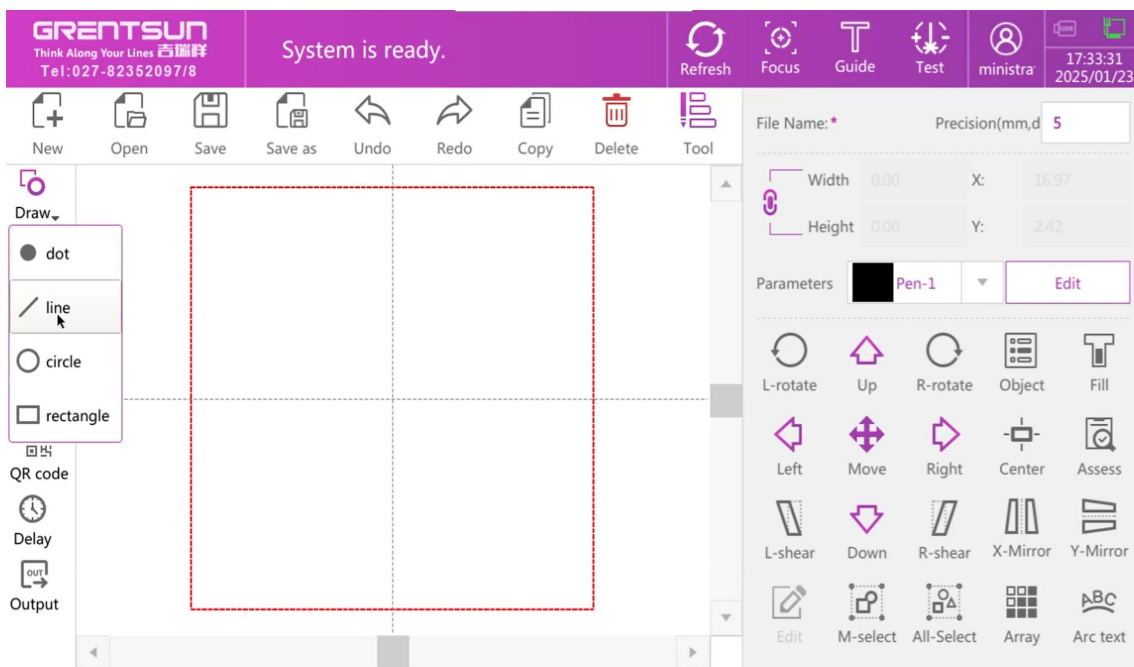 GRENTSUN
Think Along Your Lines 吉瑞祥
Tel:027-82352097/8
System is ready.
Refresh
Focus
Guide
Test
ministra
USB
17:33:31
2025/01/23
New
Open
Save
Save as
Undo
Redo
Copy
Delete
Tool
File Name: *
Precision(mm,d
5
Draw
dot
line
circle
rectangle
QR code
Delay
OUT
Output
Width
0.00
X:
16.97
Height
0.00
Y:
2.42
Parameters
Pen-1
Edit
L-rotate
Up
R-rotate
Object
Fill
Left
Move
Right
Center
Assess
L-shear
Down
R-shear
X-Mirror
Y-Mirror
Edit
M-select
All-Select
Array
ABC
Arc text